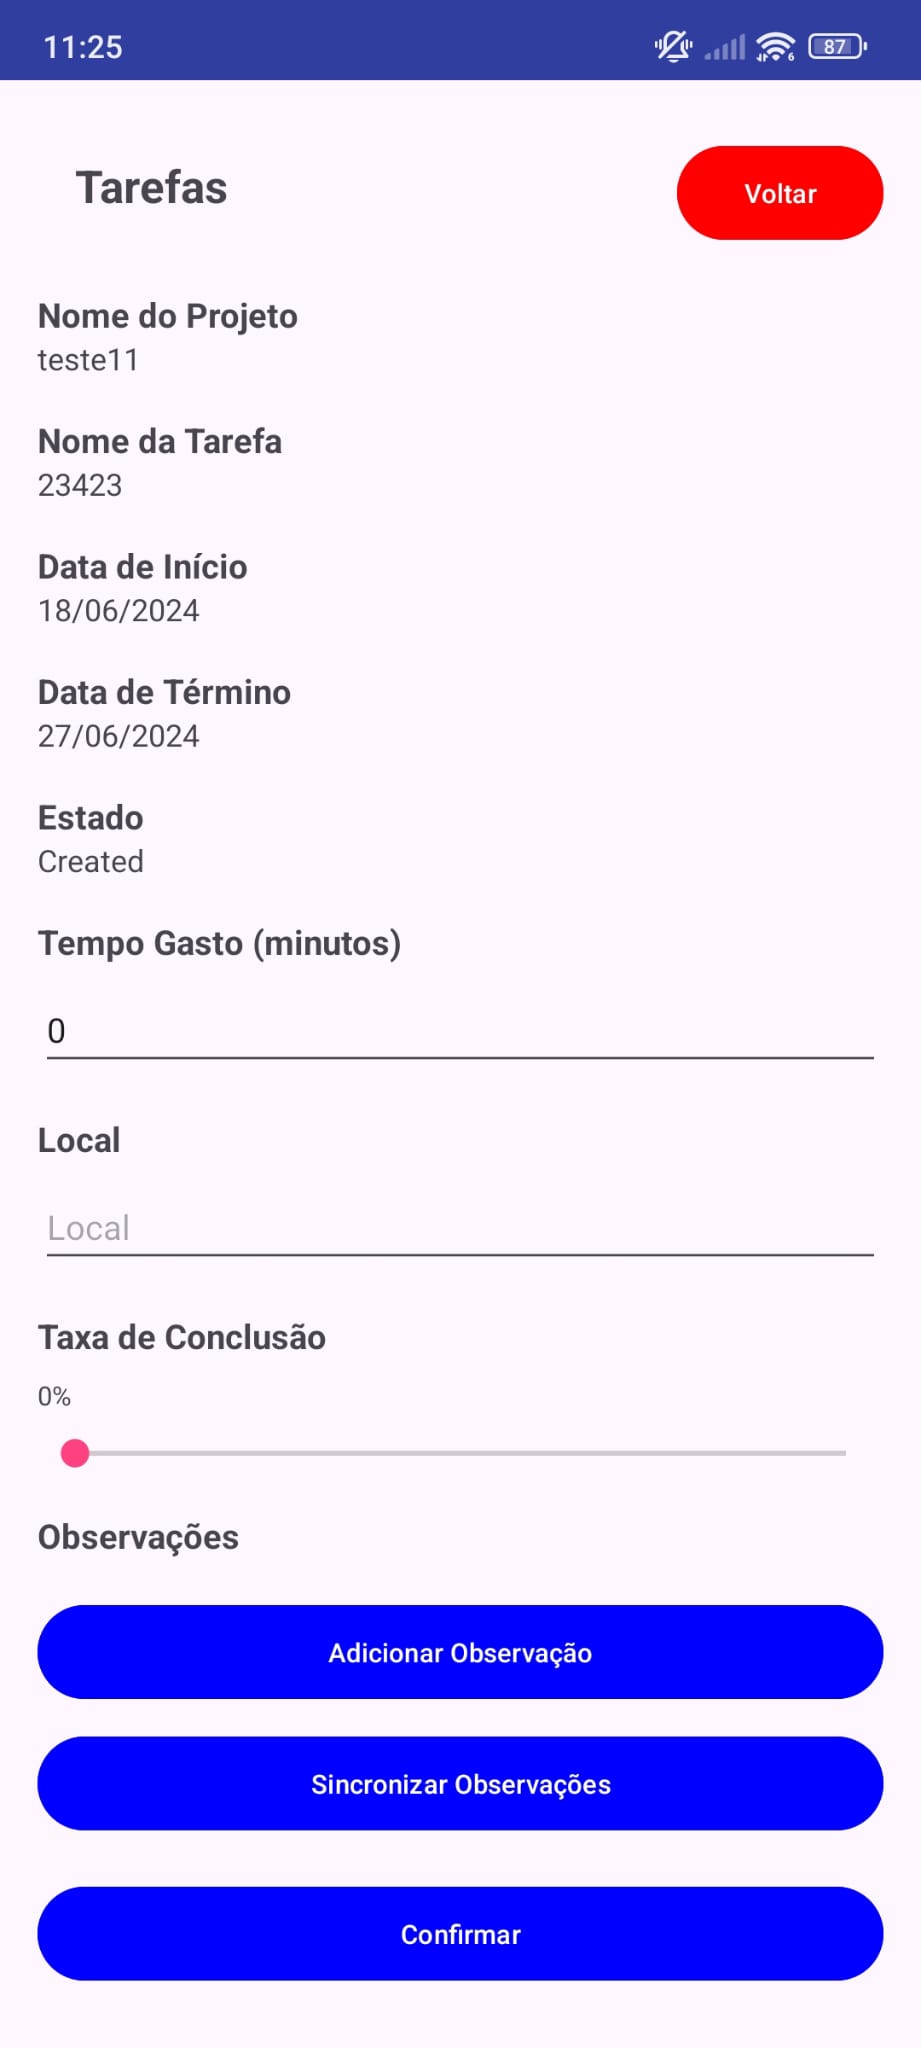 11:25
6
87
Tarefas
Voltar
Nome do Projeto
teste11
Nome da Tarefa
23423
Data de Início
18/06/2024
Data de Término
27/06/2024
Estado
Created
Tempo Gasto (minutos)
0
Local
Local
Taxa de Conclusão
0%
Observações
Adicionar Observação
Sincronizar Observações
Confirmar